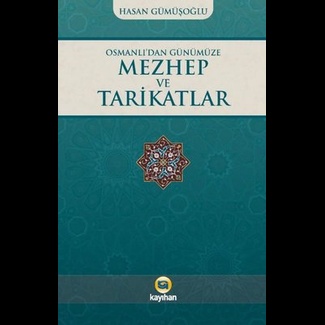 HASAN GÜMÜŞOĞLU
OSMANLI'DAN GÜNÜMÜZE
MEZHEP
VE
TARİKATLAR
kayıhan